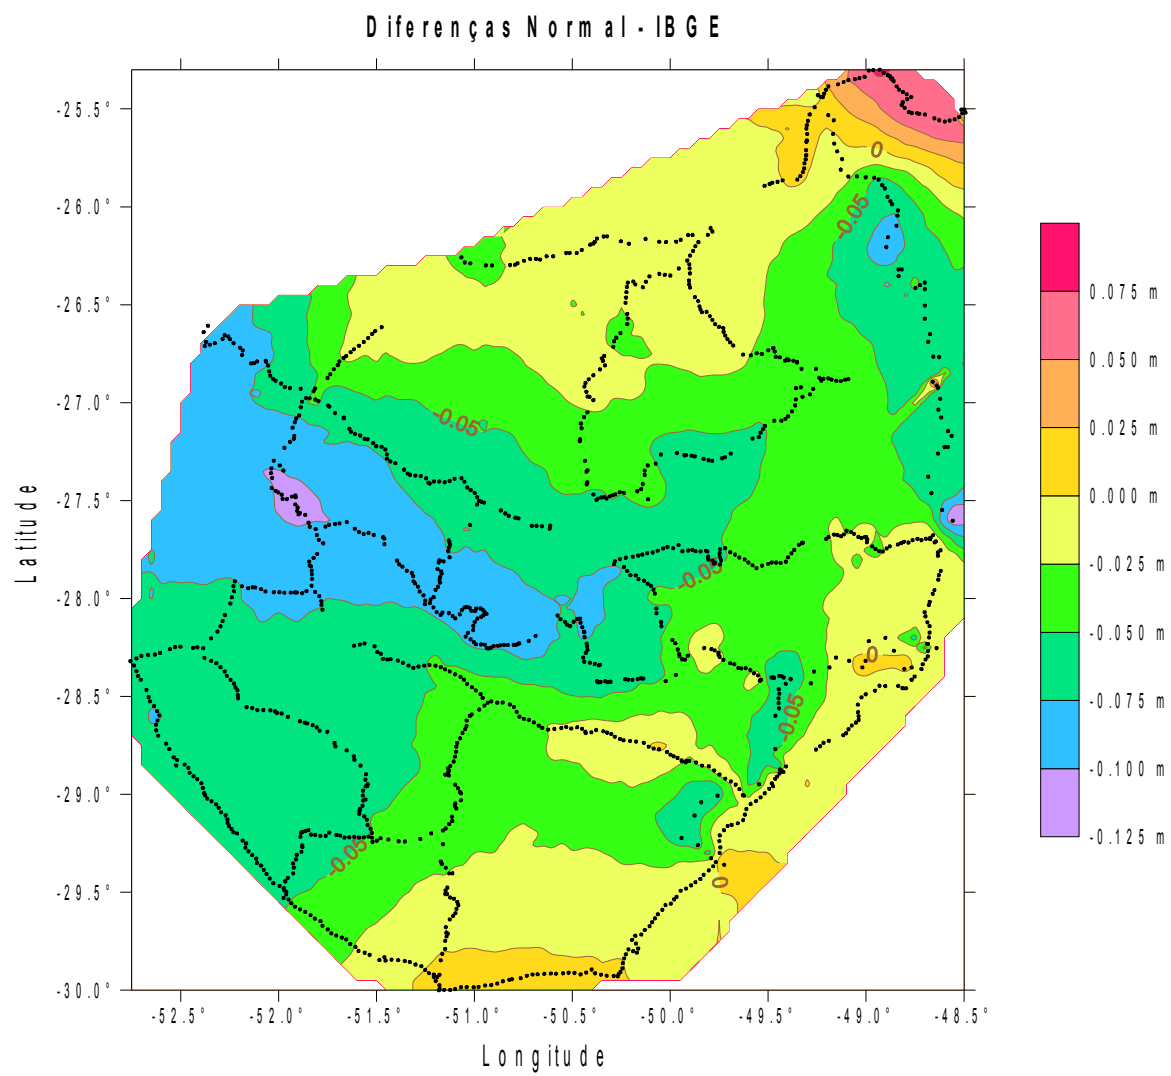 Diferenças Normal - IBGE
-25.5°
-26.0°
-26.5°
-27.0°
-27.5°
-28.0°
-28.5°
-29.0°
-29.5°
-30.0°
Latitude
0
-0.05
-0.05
-0.05
0
-0.05
-0.05
0
-52.5°
-52.0°
-51.5°
-51.0°
-50.5°
-50.0°
-49.5°
-49.0°
-48.5°
Longitude
0.075 m
0.050 m
0.025 m
0.000 m
-0.025 m
-0.050 m
-0.075 m
-0.100 m
-0.125 m